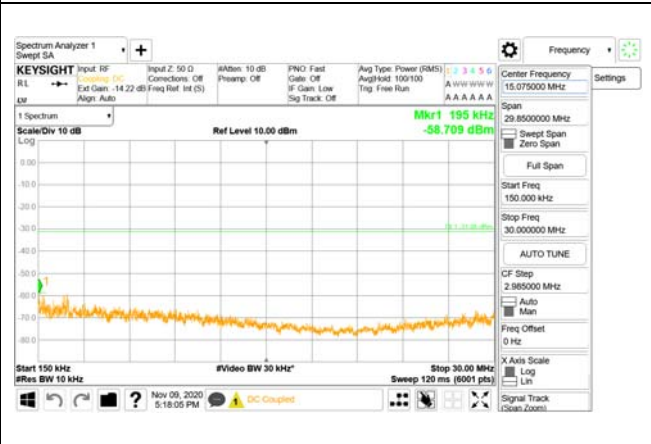 Spectrum Analyzer 1
Swept SA
+
Frequency
KEYSIGHT
Input: RF
Coupling: DC
Ext Gain: -14.22 dB
Align: Auto
Input Z: 50 Ω
Corrections: Off
Freq Ref: Int (S)
#Atten: 10 dB
Preamp: Off
PNO: Fast
Gate: Off
IF Gain: Low
Sig Track: Off
Avg Type: Power (RMS)
Avg|Hold: 100/100
Trig: Free Run
1 2 3 4 5 6
A W W W W W
A A A A A A
RL
1 Spectrum
Scale/Div 10 dB
Log
Ref Level 10.00 dBm
Mkr1 195 kHz
-58.709 dBm
0.00
-10.0
-20.0
-30.0
-40.0
-50.0
-60.0
-70.0
-80.0
1
Start 150 kHz
#Res BW 10 kHz
#Video BW 30 kHz*
Stop 30.00 MHz
Sweep 120 ms (6001 pts)
Center Frequency
15.075000 MHz
Settings
Span
29.8500000 MHz
Swept Span
Zero Span
Full Span
Start Freq
150.000 kHz
Stop Freq
30.000000 MHz
AUTO TUNE
CF Step
2.985000 MHz
Auto
Man
Freq Offset
0 Hz
X Axis Scale
Log
Lin
Signal Track
(Span Zoom)
?
Nov 09, 2020
5:18:05 PM
1
DC Coupled